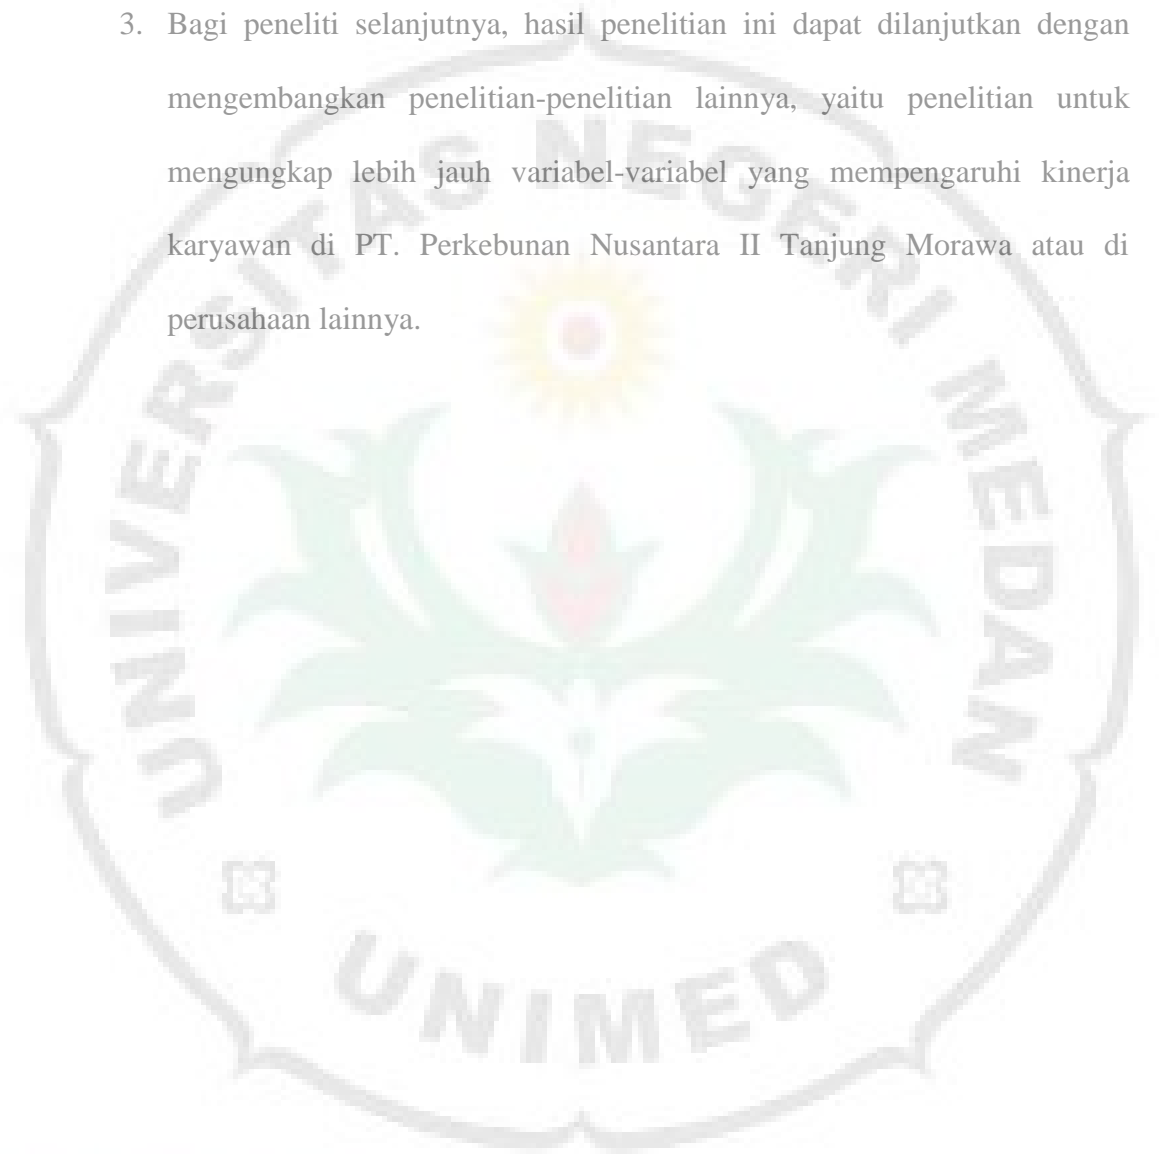 3. Bagi peneliti selanjutnya, hasil penelitian ini dapat dilanjutkan dengan
mengembangkan penelitian-penelitian lainnya, yaitu penelitian untuk
mengungkap lebih jauh variabel-variabel yang mempengaruhi kinerja
karyawan di PT. Perkebunan Nusantara II Tanjung Morawa atau di
perusahaan lainnya.
UNIVERSITAS NEGERI MEDAN
UNIMED